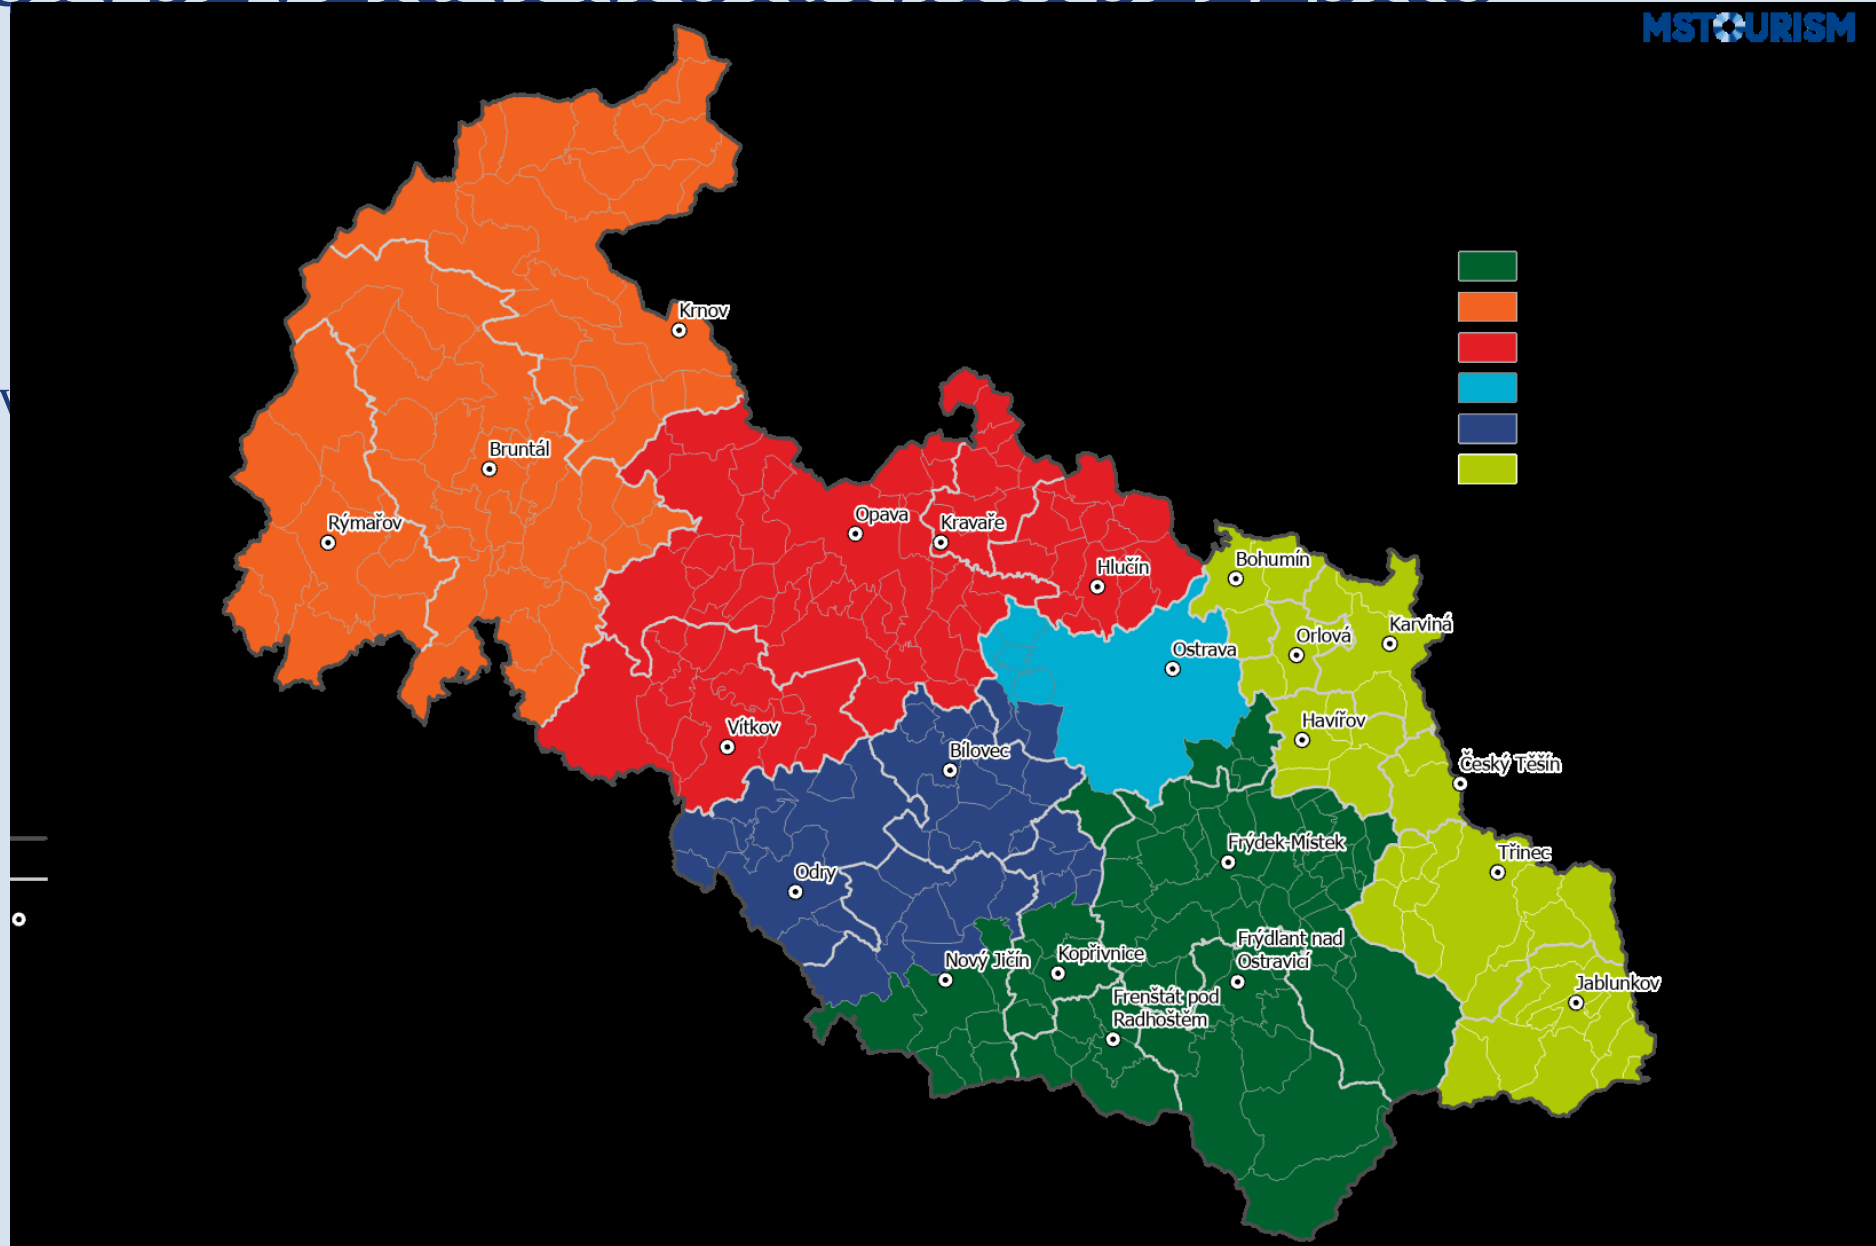 MSTOURISM
Krnov
Bruntál
Rýmařov
Opava
Kravaře
Hlučín
Bohumín
Karviná
Orlová
Ostrava
Havířov
Vítkov
Bílovec
Český Těšín
Frýdek-Místek
Třinec
Odry
Frýdlant nad
Ostravicí
Nový Jičín
Kopřivnice
Jablunkov
Frenštát pod
Radhoštěm